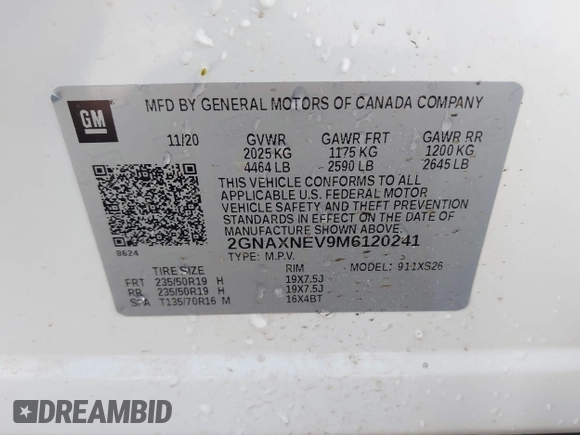 GM
MFD BY GENERAL MOTORS OF CANADA COMPANY
11/20 GVWR GAWR FRT GAWR RR
2025 KG 1175 KG 1200 KG
4464 LB 2590 LB 2645 LB
THIS VEHICLE CONFORMS TO ALL
APPLICABLE U.S. FEDERAL MOTOR
VEHICLE SAFETY AND THEFT PREVENTION
STANDARDS IN EFFECT ON THE DATE OF
MANUFACTURE SHOWN ABOVE.
8624 2GNAXNEV9M6120241
TYPE: M.P.V. MODEL: 911XS26
TIRE SIZE RIM
FRT 235/50R19 H 19X7.5J
RR 235/50R19 H 19X7.5J
SPA T135/70R16 M 16X4BT
DREAMBID